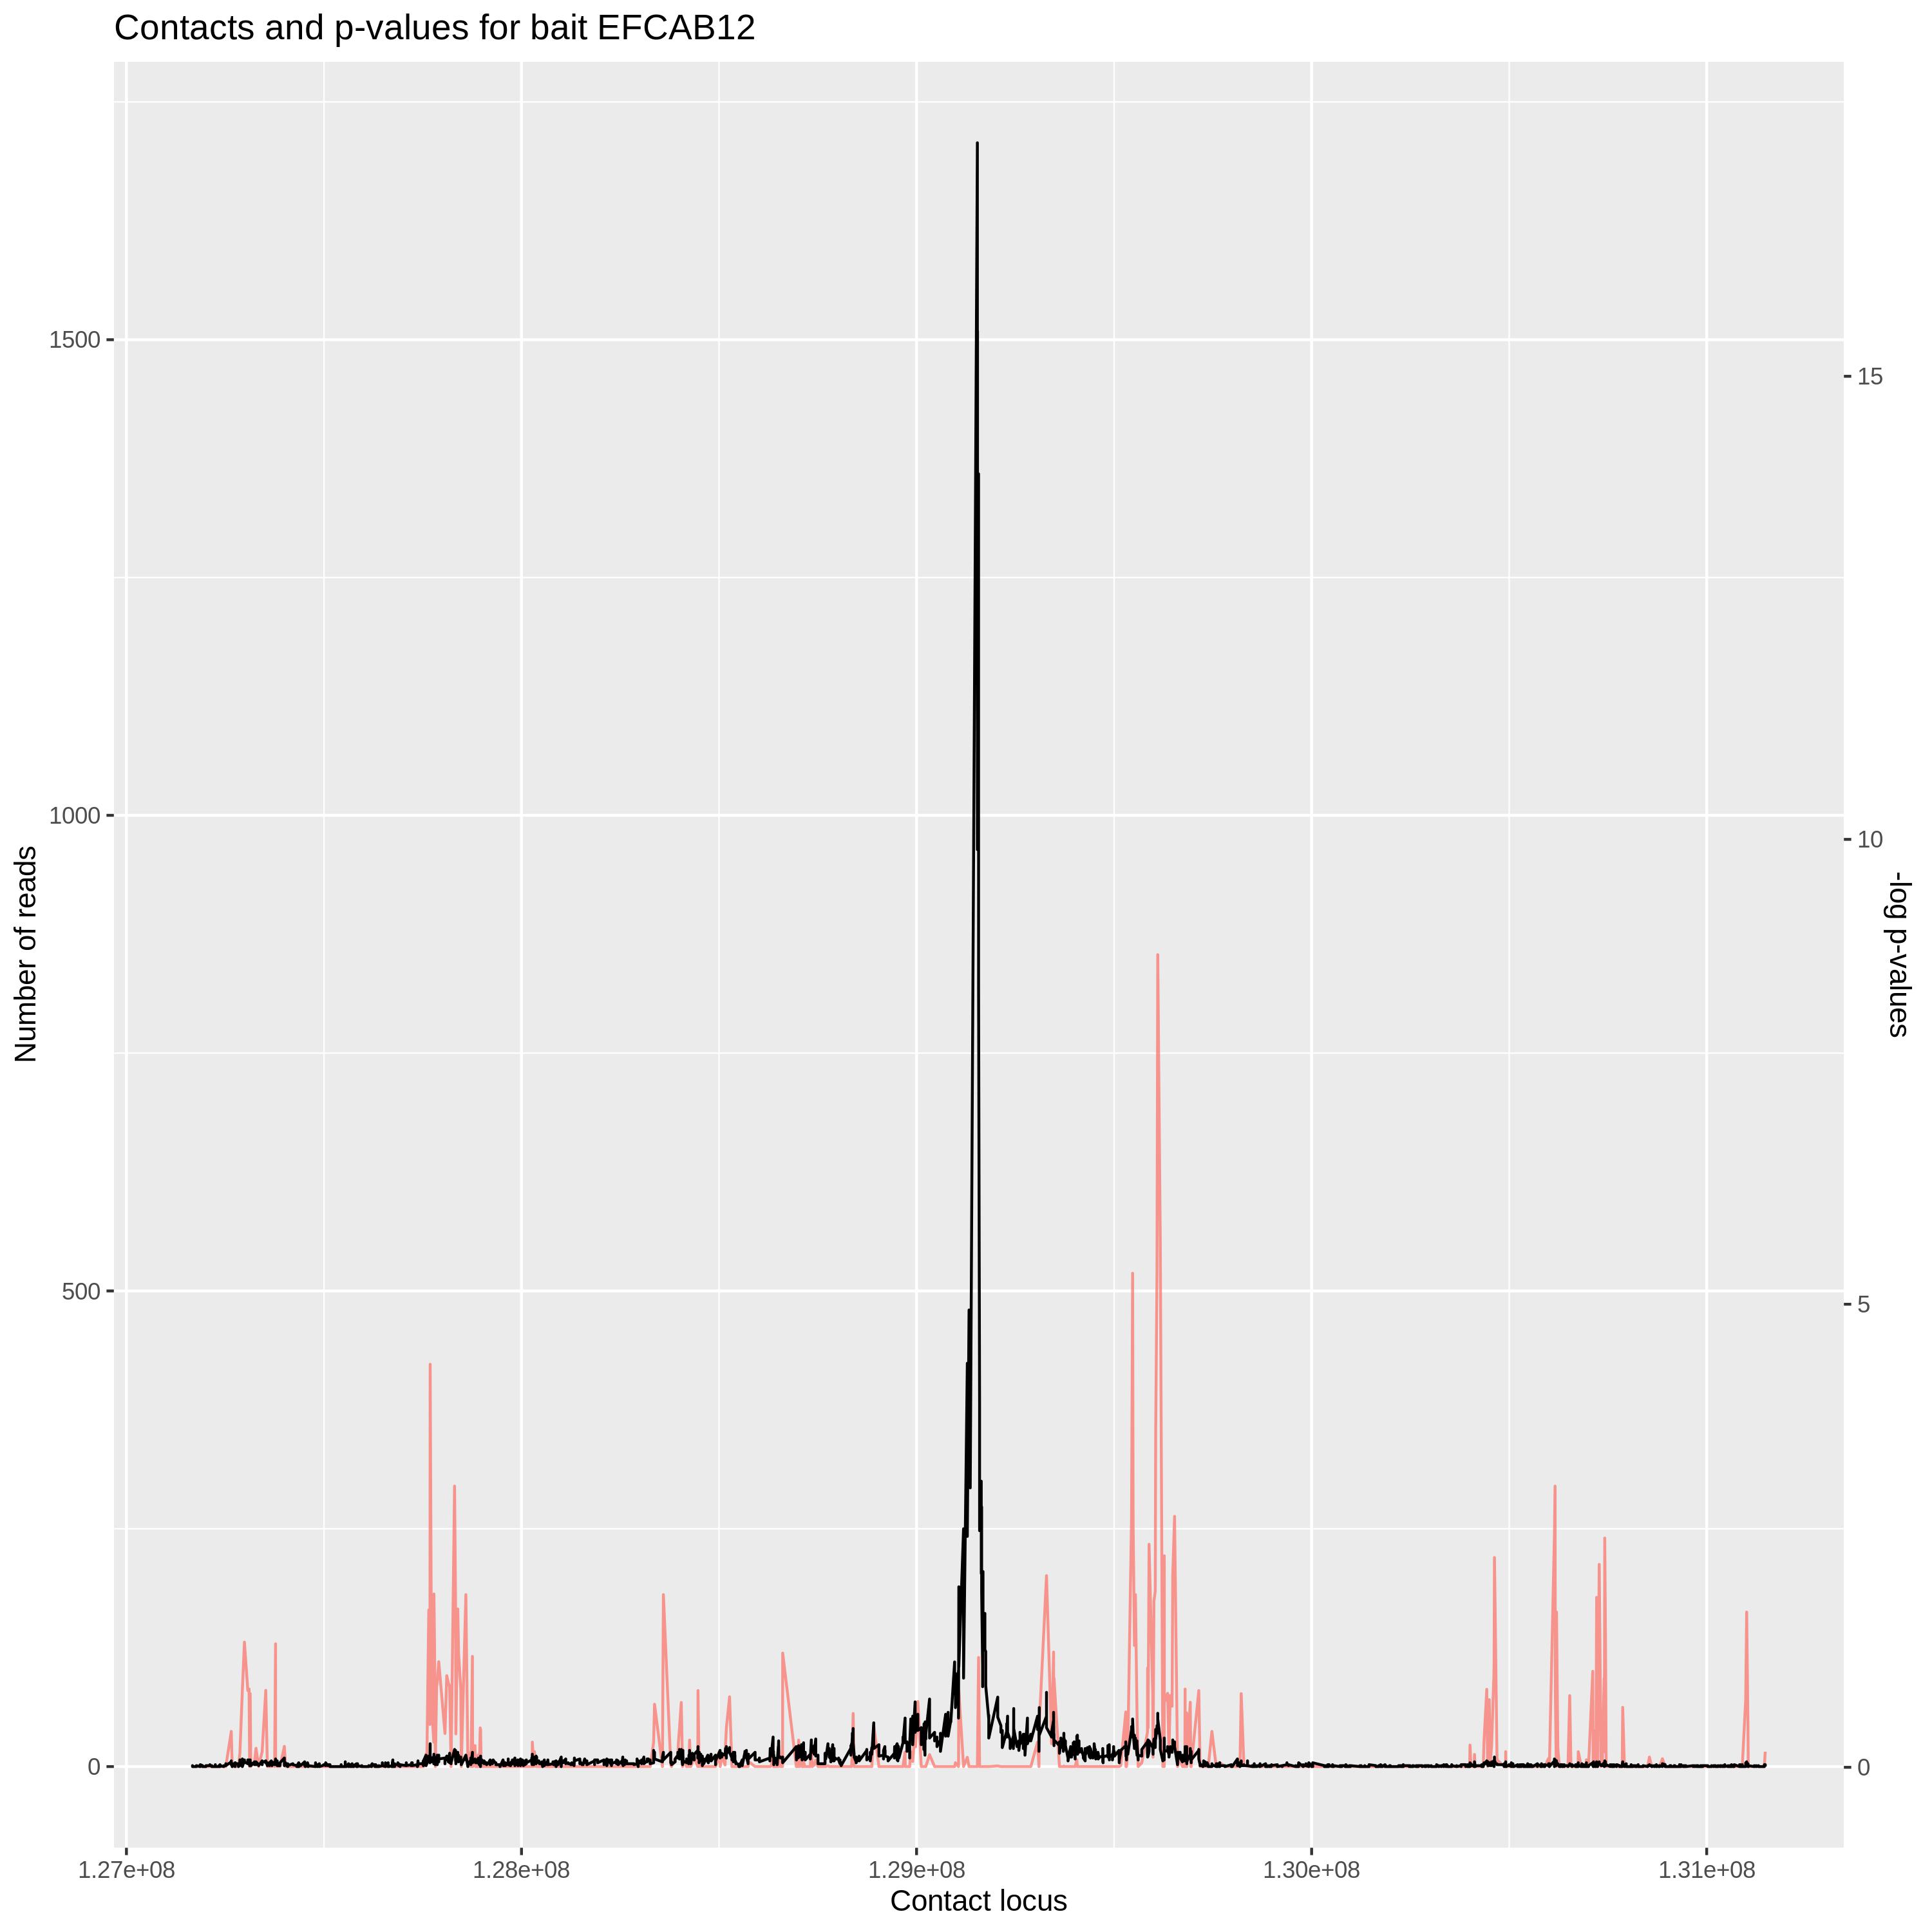 Contacts and p-values for bait EFCAB12
Number of reads
1500
1000
500
0
15
10
5
0
-log p-values
1.27e+08 1.28e+08 1.29e+08 1.30e+08 1.31e+08
Contact locus